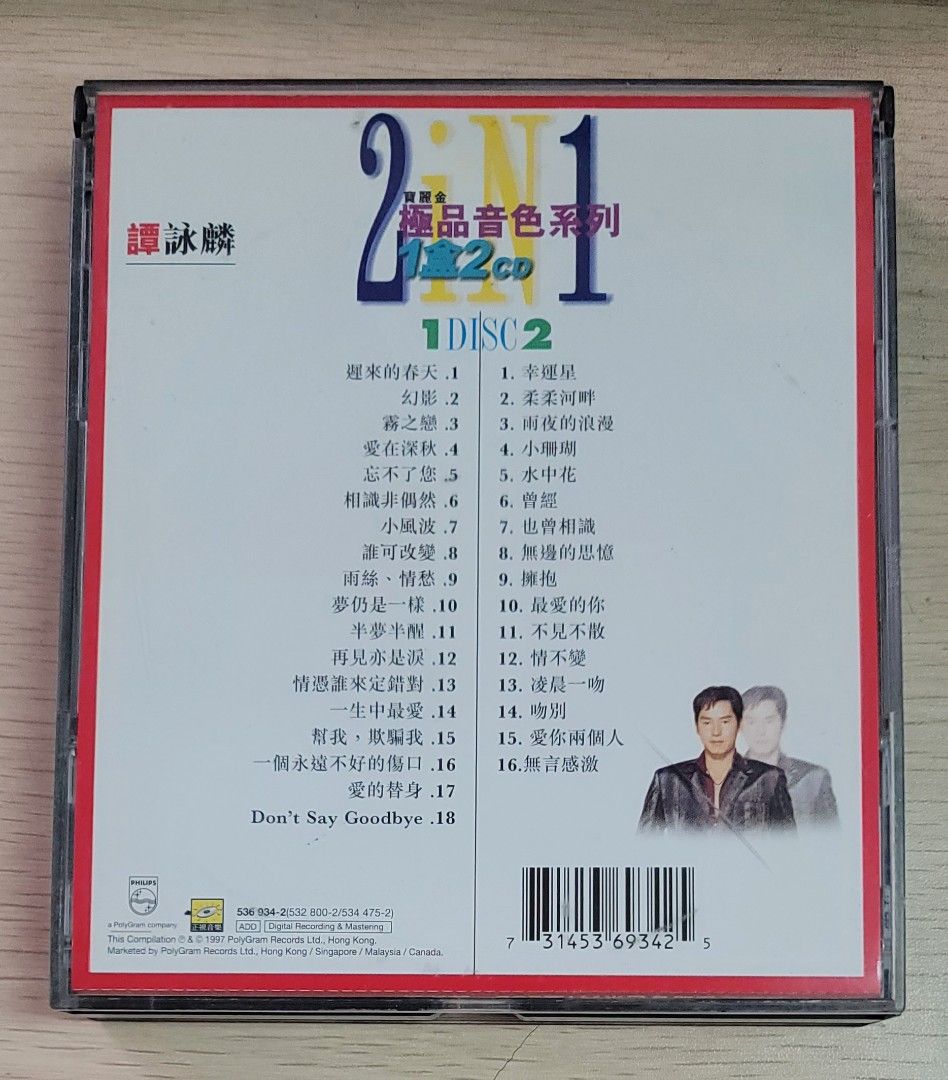 2 iN 1
寶麗金
極品音色系列
1盒2CD
譚詠麟
1 DISC 2
遲來的春天 .1
幻影 .2
霧之戀 .3
愛在深秋 .4
忘不了您 .5
相識非偶然 .6
小風波 .7
誰可改變 .8
雨絲、情愁 .9
夢仍是一樣 .10
半夢半醒 .11
再見亦是淚 .12
情憑誰來定錯對 .13
一生中最愛 .14
幫我，欺騙我 .15
一個永遠不好的傷口 .16
愛的替身 .17
Don't Say Goodbye .18
1. 幸運星
2. 柔柔河畔
3. 雨夜的浪漫
4. 小珊瑚
5. 水中花
6. 曾經
7. 也曾相識
8. 無邊的思憶
9. 擁抱
10. 最愛的你
11. 不見不散
12. 情不變
13. 凌晨一吻
14. 吻別
15. 愛你兩個人
16.無言感激
PHILIPS
a PolyGram company
正視音樂
536 934-2(532 800-2/534 475-2)
ADD Digital Recording & Mastering
This Compilation ℗ & © 1997 PolyGram Records Ltd., Hong Kong.
Marketed by PolyGram Records Ltd., Hong Kong / Singapore / Malaysia / Canada.
7 31453 69342 5